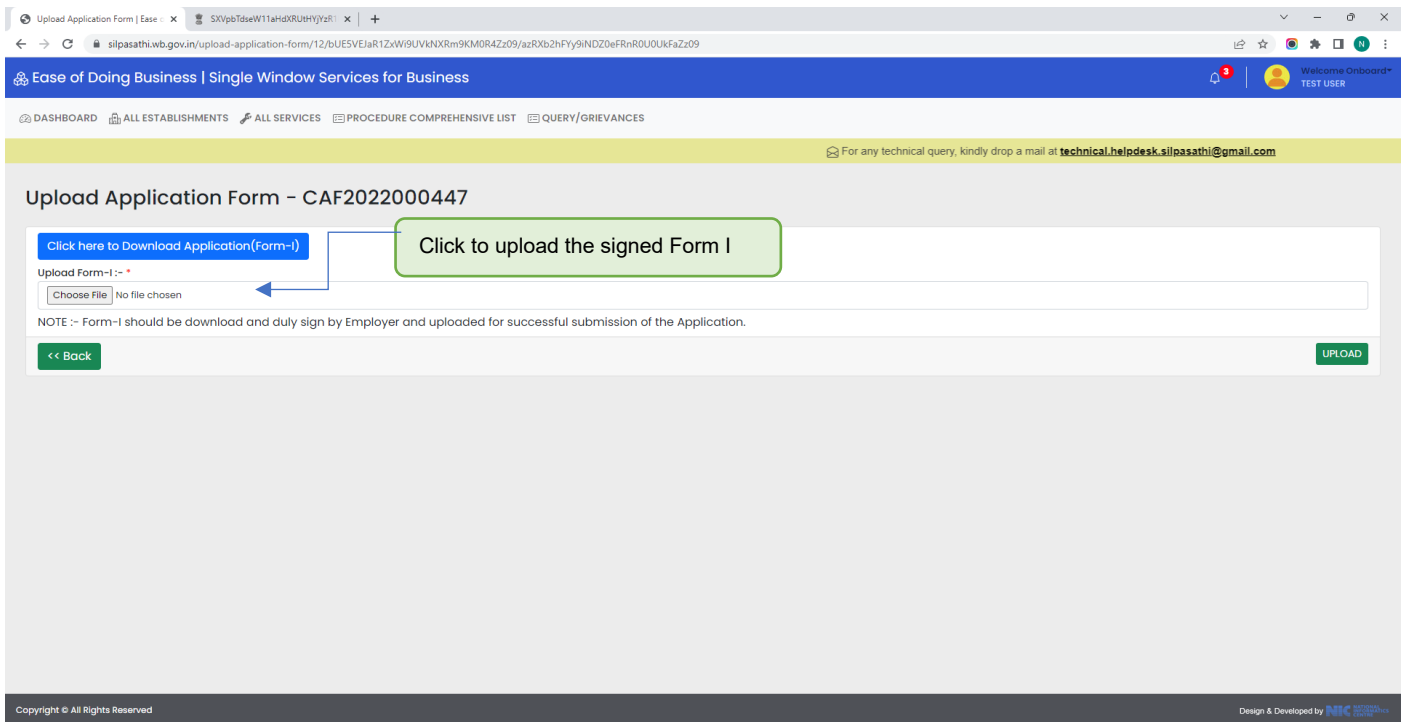 Upload Application Form | Ease o
SXVpbTdseW11aHdXRUtHYjYzR1
silpasathi.wb.gov.in/upload-application-form/12/bUE5VEJaR1ZxWi9UVkNXRm9KM0R4Zz09/azRXb2hFYy9iNDZ0eFRnR0U0UkFaZz09
N
Ease of Doing Business | Single Window Services for Business
3
Welcome Onboard
TEST USER
DASHBOARD ALL ESTABLISHMENTS ALL SERVICES PROCEDURE COMPREHENSIVE LIST QUERY/GRIEVANCES
For any technical query, kindly drop a mail at technical.helpdesk.silpasathi@gmail.com
Upload Application Form - CAF2022000447
Click here to Download Application(Form-I)
Click to upload the signed Form I
Upload Form-I :- *
Choose File No file chosen
NOTE :- Form-I should be download and duly sign by Employer and uploaded for successful submission of the Application.
<< Back
UPLOAD
Copyright © All Rights Reserved
Design & Developed by NIC NATIONAL INFORMATICS CENTRE